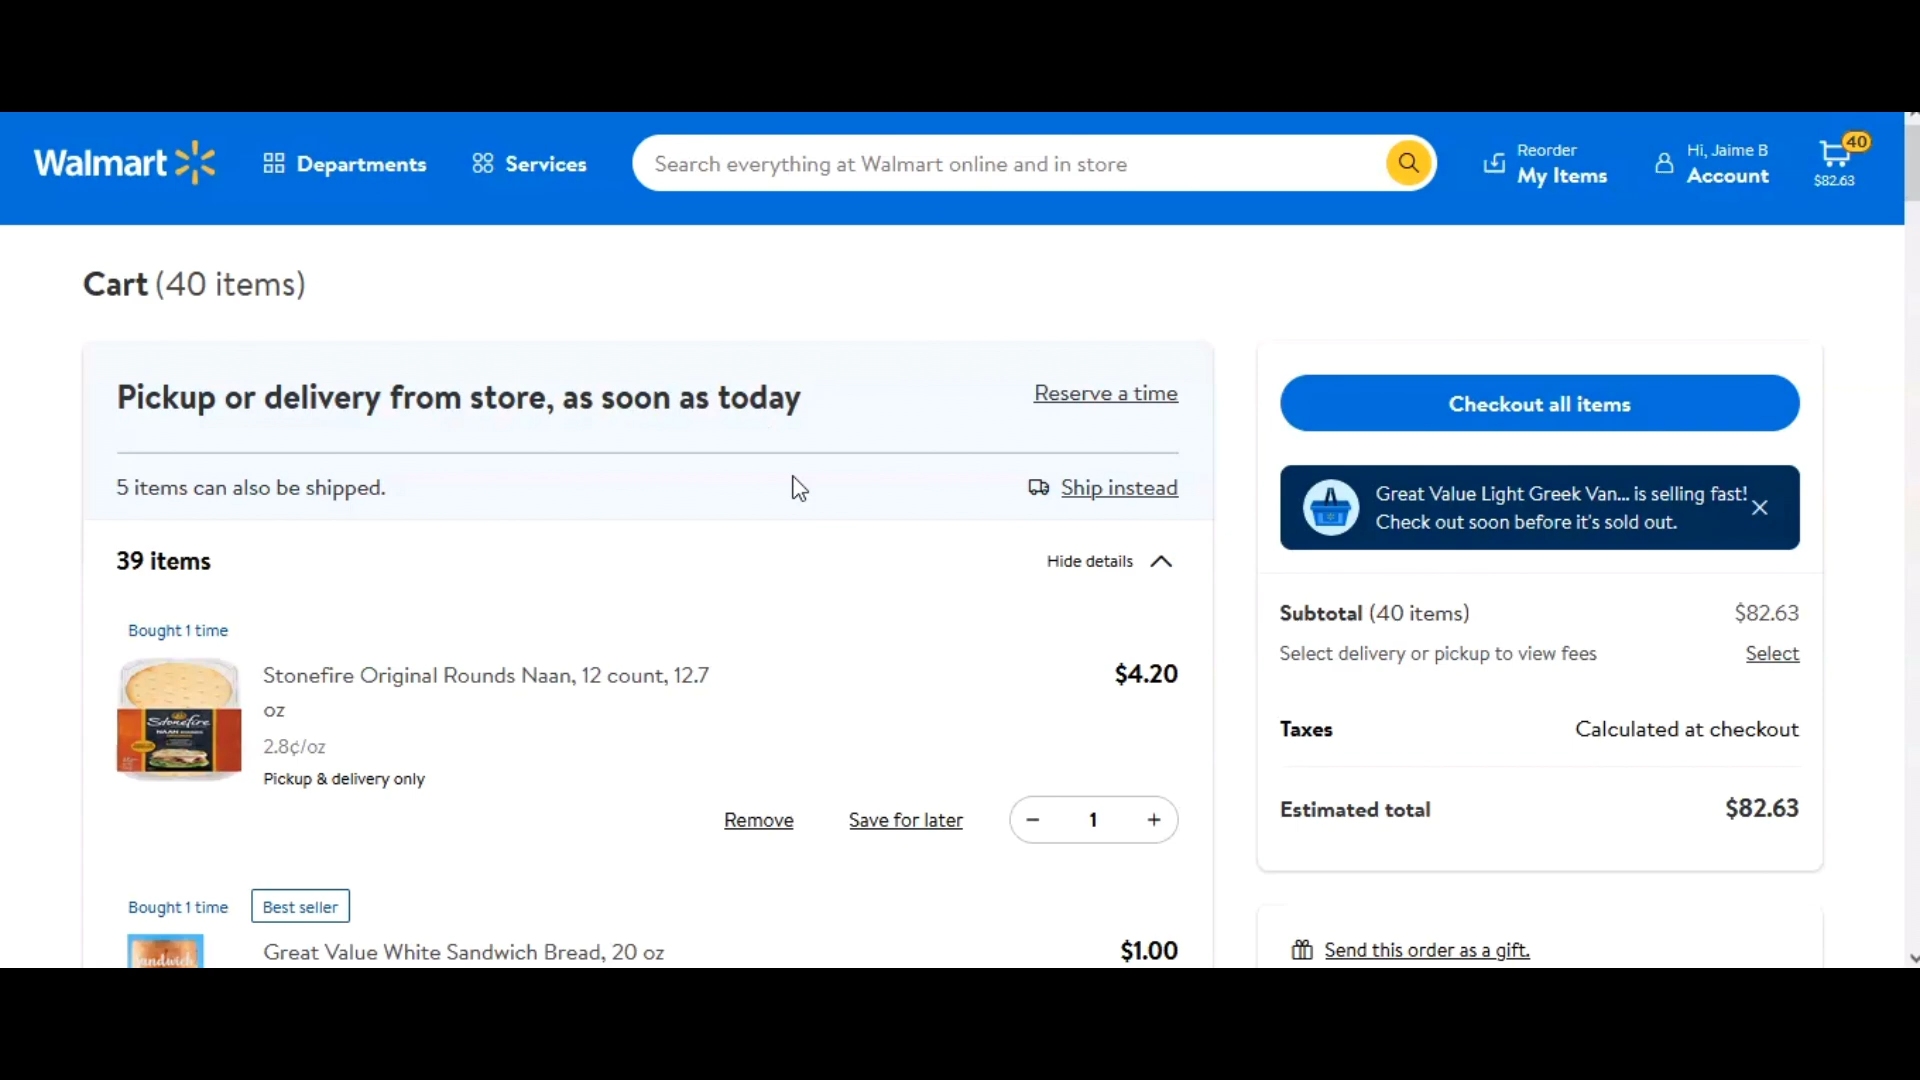 Walmart
Departments
Services
Search everything at Walmart online and in store
Reorder
My Items
Hi, Jaime B
Account
40
$82.63
Cart (40 items)
Pickup or delivery from store, as soon as today
Reserve a time
5 items can also be shipped.
Ship instead
39 items
Hide details
Bought 1 time
Stonefire Original Rounds Naan, 12 count, 12.7
oz
$4.20
2.8¢/oz
Pickup & delivery only
Stonefire
NAAN
Remove
Save for later
− 1 +
Bought 1 time
Best seller
Great Value White Sandwich Bread, 20 oz
$1.00
Sandwich
Checkout all items
Great Value Light Greek Van... is selling fast!
Check out soon before it's sold out.
Subtotal (40 items)
$82.63
Select delivery or pickup to view fees
Select
Taxes
Calculated at checkout
Estimated total
$82.63
Send this order as a gift.